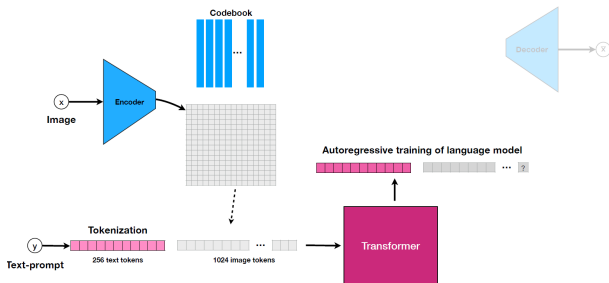 Codebook
...
Decoder
X
x
Encoder
Image
Autoregressive training of language model
... ?
Tokenization
y
...
Transformer
Text-prompt
256 text tokens
1024 image tokens